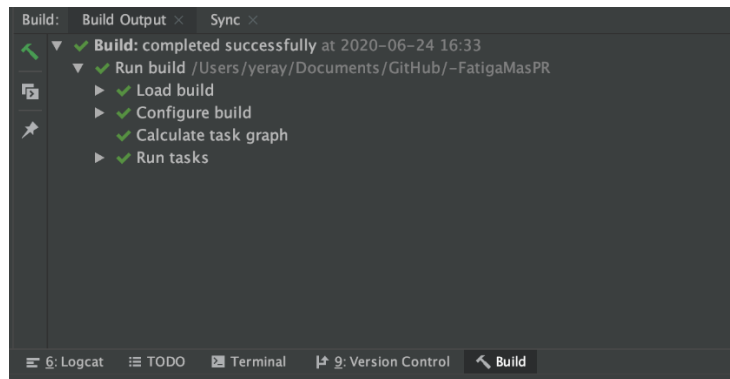 Build: Build Output × Sync ×
Build: completed successfully at 2020-06-24 16:33
Run build /Users/yeray/Documents/GitHub/-FatigaMasPR
Load build
Configure build
Calculate task graph
Run tasks
6: Logcat TODO Terminal 9: Version Control Build